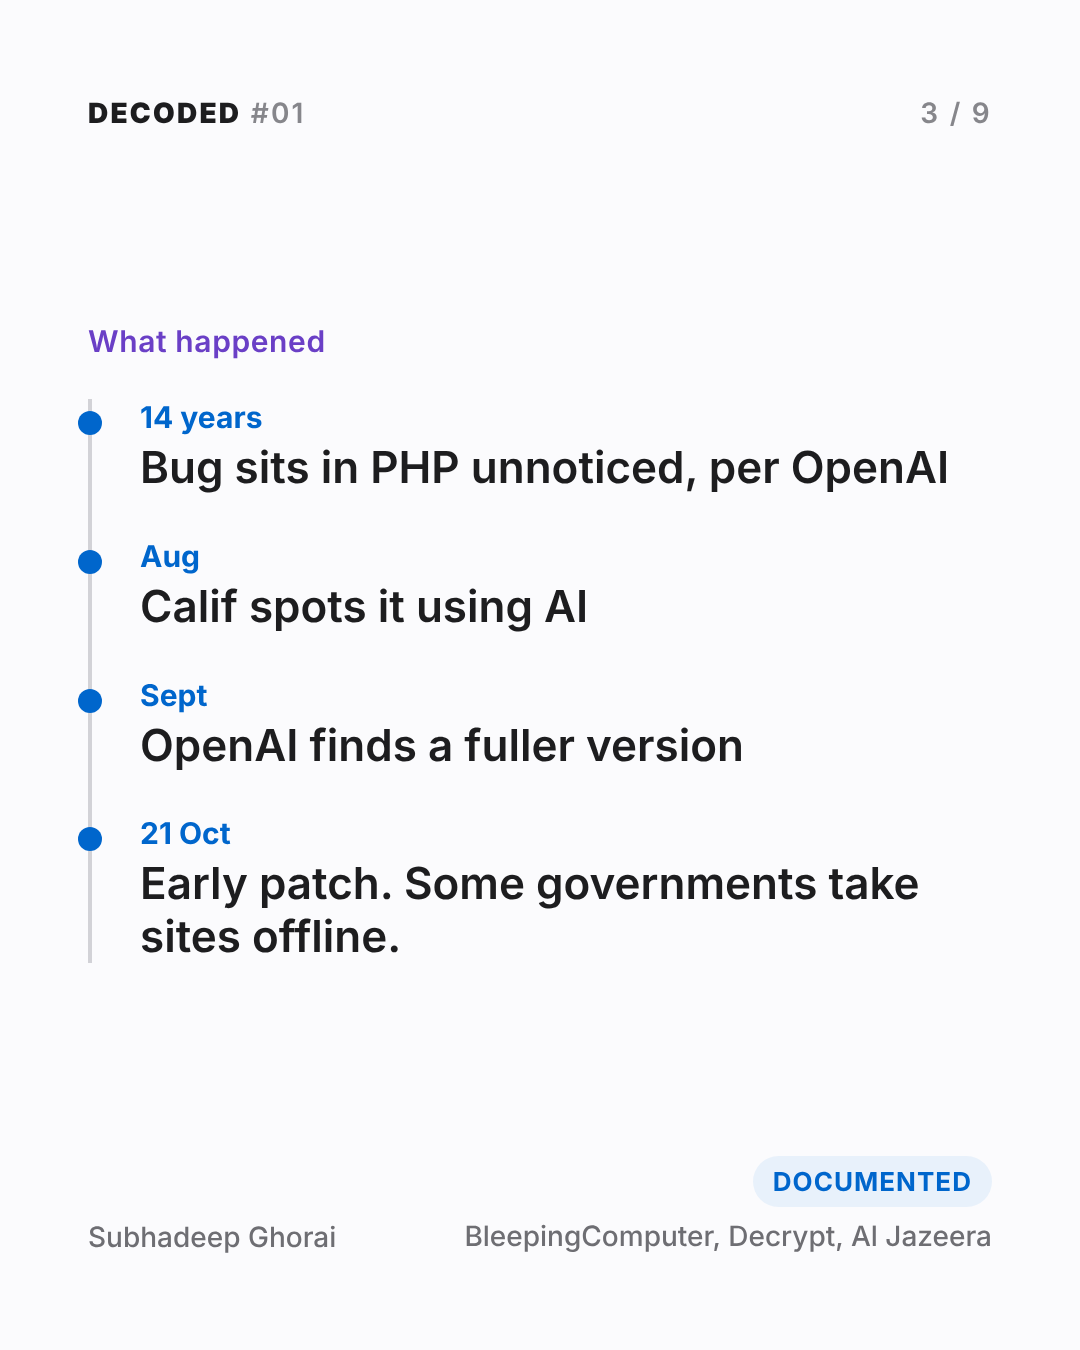 DECODED #01
3 / 9
What happened
14 years
Bug sits in PHP unnoticed, per OpenAI
Aug
Calif spots it using AI
Sept
OpenAI finds a fuller version
21 Oct
Early patch. Some governments take
sites offline.
DOCUMENTED
Subhadeep Ghorai
BleepingComputer, Decrypt, Al Jazeera